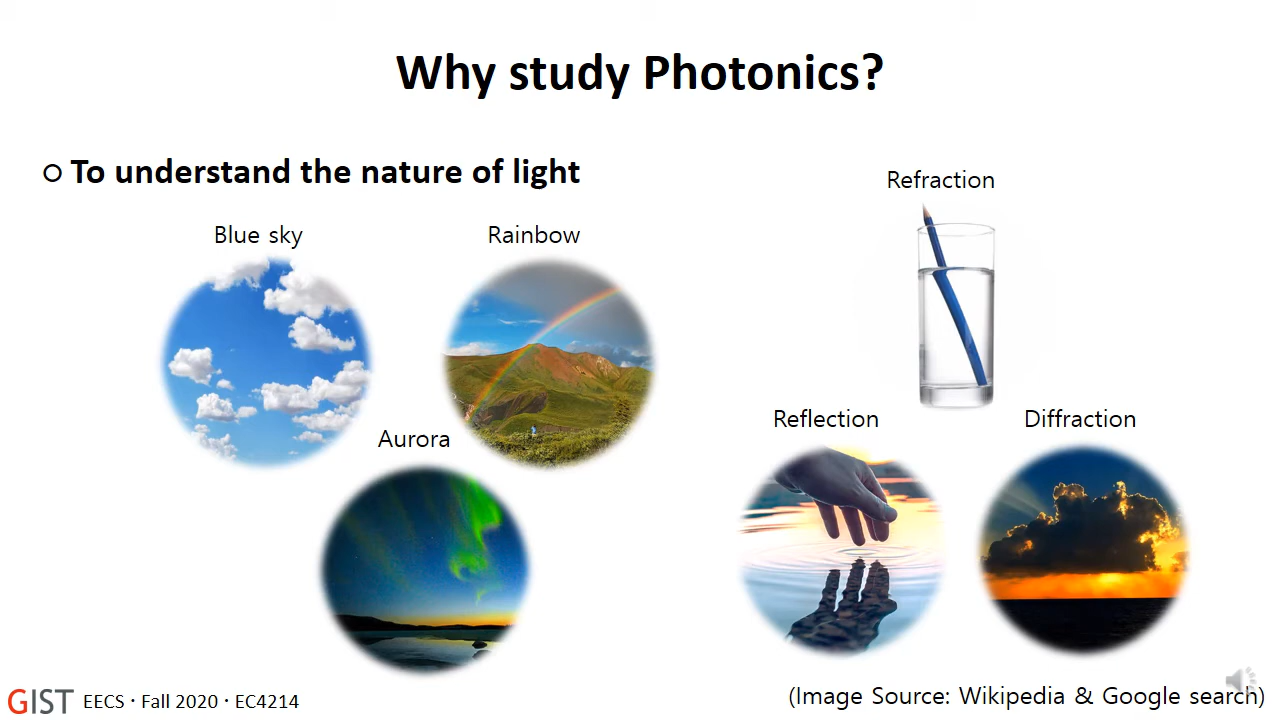 Why study Photonics?
To understand the nature of light
Blue sky
Rainbow
Aurora
Refraction
Reflection
Diffraction
GIST EECS · Fall 2020 · EC4214
(Image Source: Wikipedia & Google search)